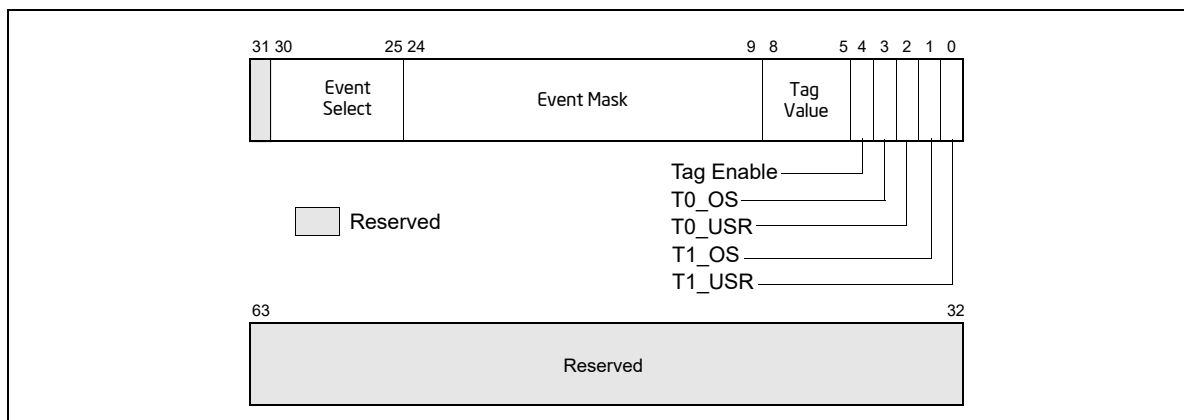 31 30 25 24 9 8 5 4 3 2 1 0
Event
Select
Event Mask
Tag
Value
Tag Enable
T0_OS
T0_USR
T1_OS
T1_USR
Reserved
63 32
Reserved